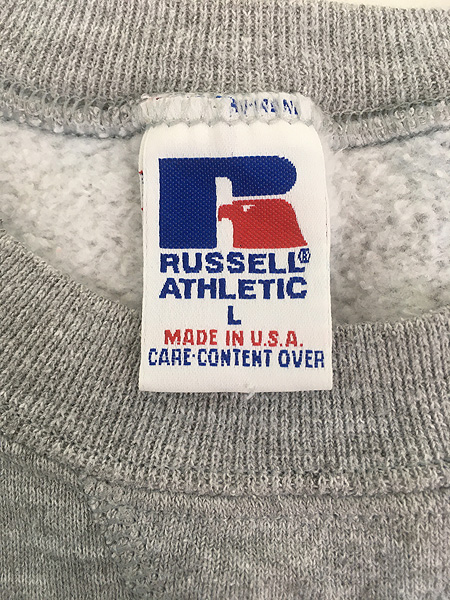 RUSSELL®
ATHLETIC
L
MADE IN U.S.A.
CARE·CONTENT OVER